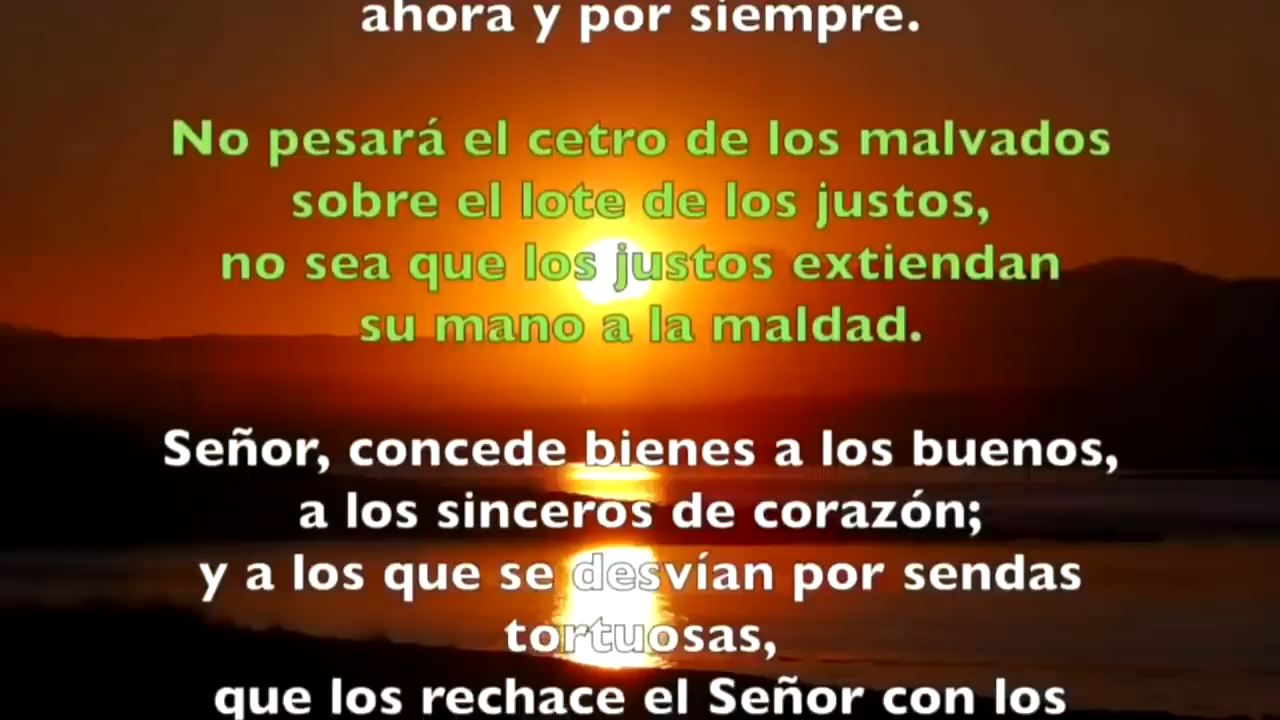 ahora y por siempre.
No pesará el cetro de los malvados
sobre el lote de los justos,
no sea que los justos extiendan
su mano a la maldad.
Señor, concede bienes a los buenos,
a los sinceros de corazón;
y a los que se desvían por sendas
tortuosas,
que los rechace el Señor con los